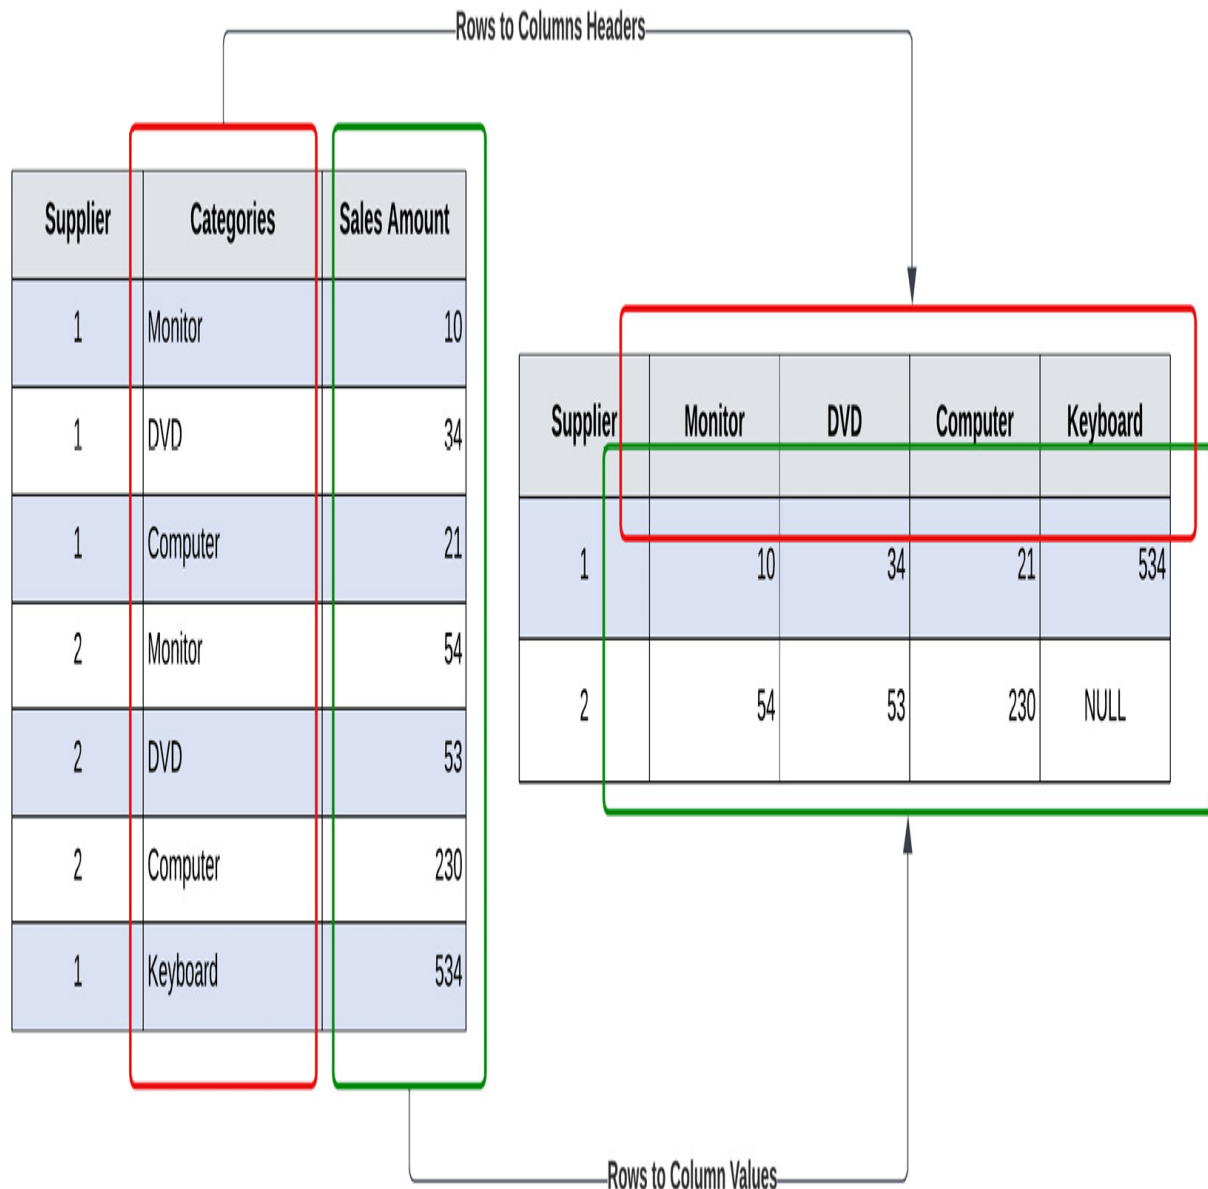 Rows to Columns Headers
Supplier Categories Sales Amount
1 Monitor 10
1 DVD 34
1 Computer 21
2 Monitor 54
2 DVD 53
2 Computer 230
1 Keyboard 534
Supplier Monitor DVD Computer Keyboard
1 10 34 21 534
2 54 53 230 NULL
Rows to Column Values